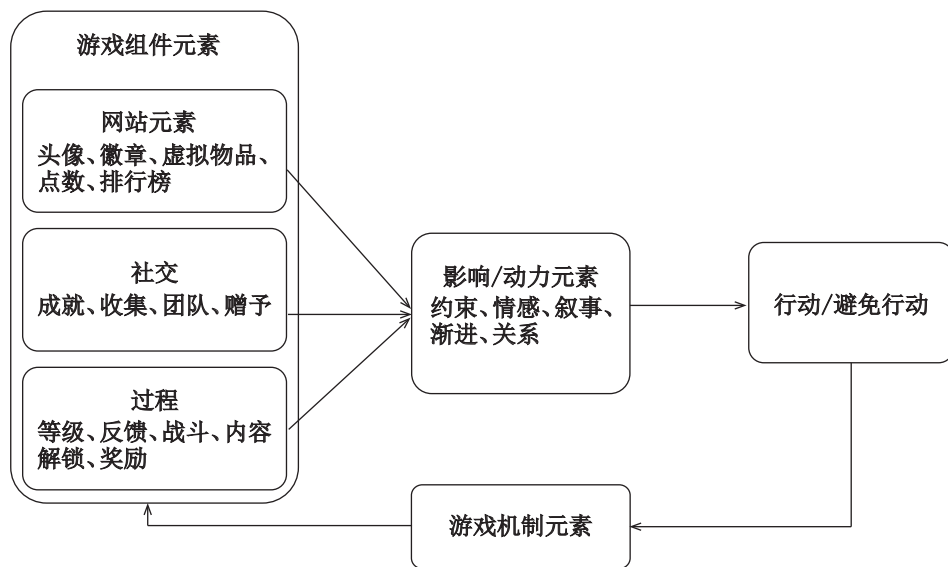 游戏组件元素
网站元素
头像、徽章、虚拟物品、
点数、排行榜
社交
成就、收集、团队、赠予
过程
等级、反馈、战斗、内容
解锁、奖励
影响/动力元素
约束、情感、叙事、
渐进、关系
行动/避免行动
游戏机制元素